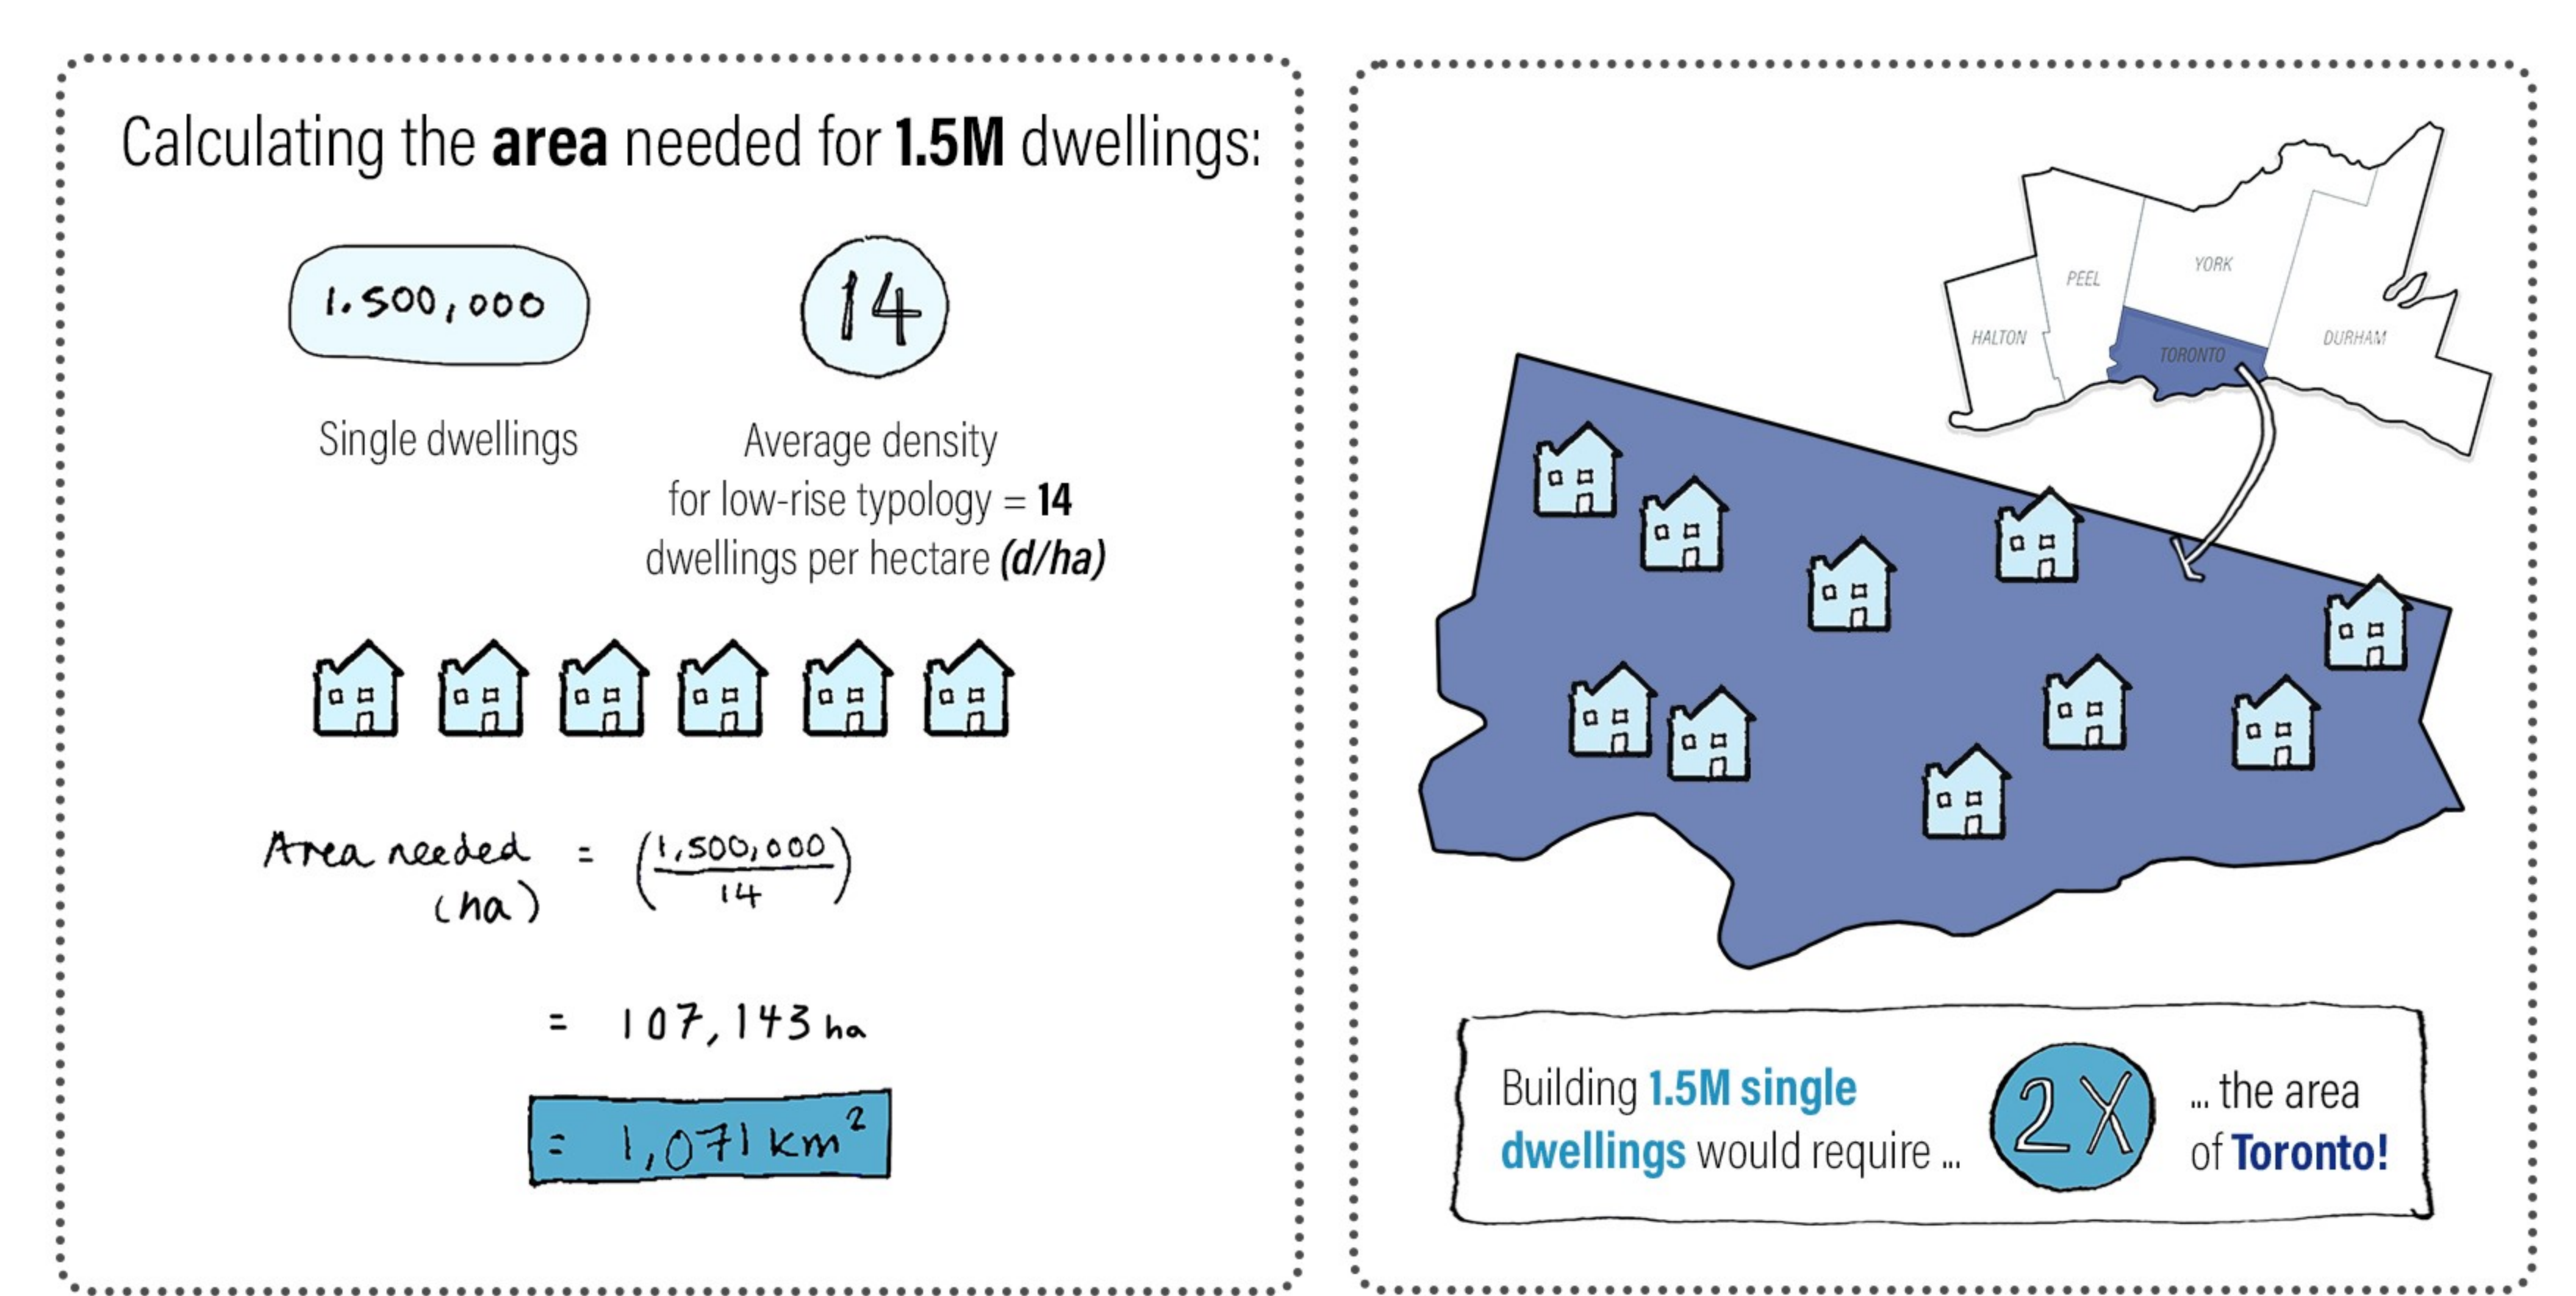 Calculating the area needed for 1.5M dwellings:
1.500,000
14
Single dwellings
Average density
for low-rise typology = 14
dwellings per hectare (d/ha)
Area needed = (1,500,000 / 14)
(ha)
= 107,143 ha
= 1,071 km²
HALTON
PEEL
YORK
TORONTO
DURHAM
Building 1.5M single
dwellings would require ...
2X
... the area
of Toronto!